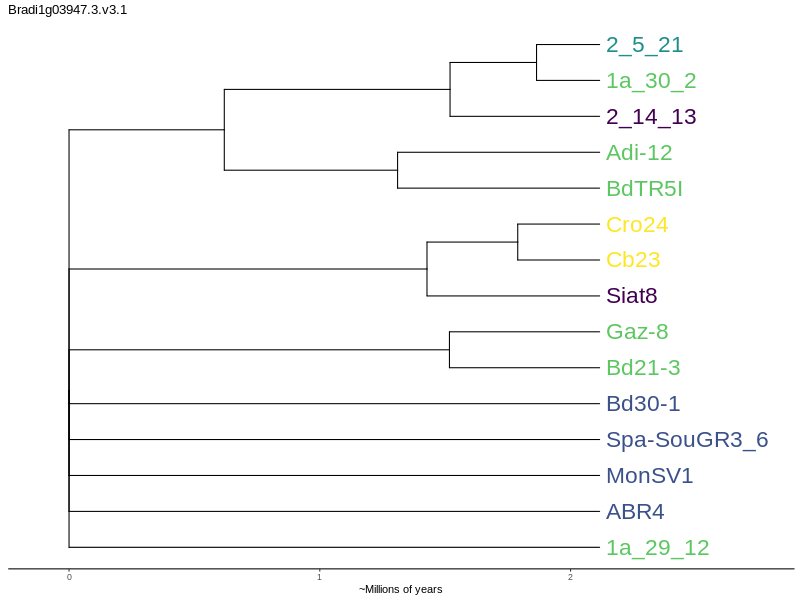 Bradi1g03947.3.v3.1
2_5_21
1a_30_2
2_14_13
Adi-12
BdTR5I
Cro24
Cb23
Siat8
Gaz-8
Bd21-3
Bd30-1
Spa-SouGR3_6
MonSV1
ABR4
1a_29_12
0 1 2
~Millions of years